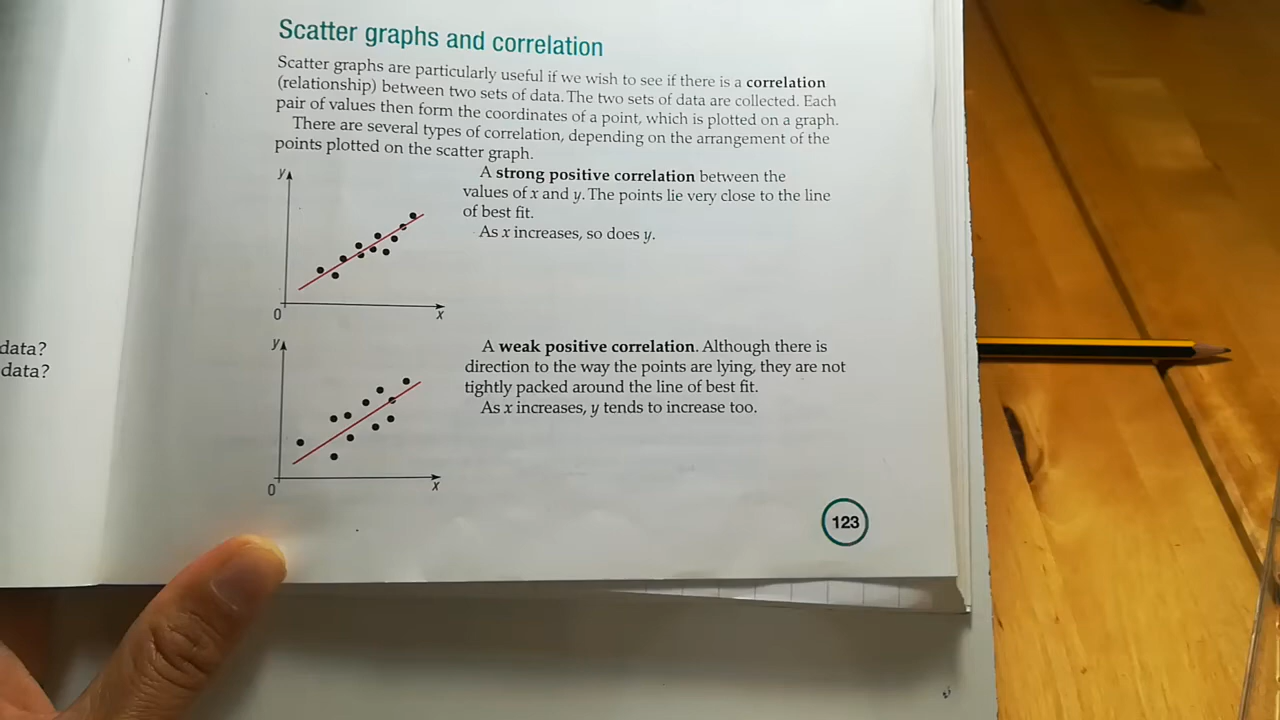 Scatter graphs and correlation
Scatter graphs are particularly useful if we wish to see if there is a correlation
(relationship) between two sets of data. The two sets of data are collected. Each
pair of values then form the coordinates of a point, which is plotted on a graph.
There are several types of correlation, depending on the arrangement of the
points plotted on the scatter graph.
y
A strong positive correlation between the
values of x and y. The points lie very close to the line
of best fit.
As x increases, so does y.
0
x
data?
data?
y
A weak positive correlation. Although there is
direction to the way the points are lying, they are not
tightly packed around the line of best fit.
As x increases, y tends to increase too.
0
x
123